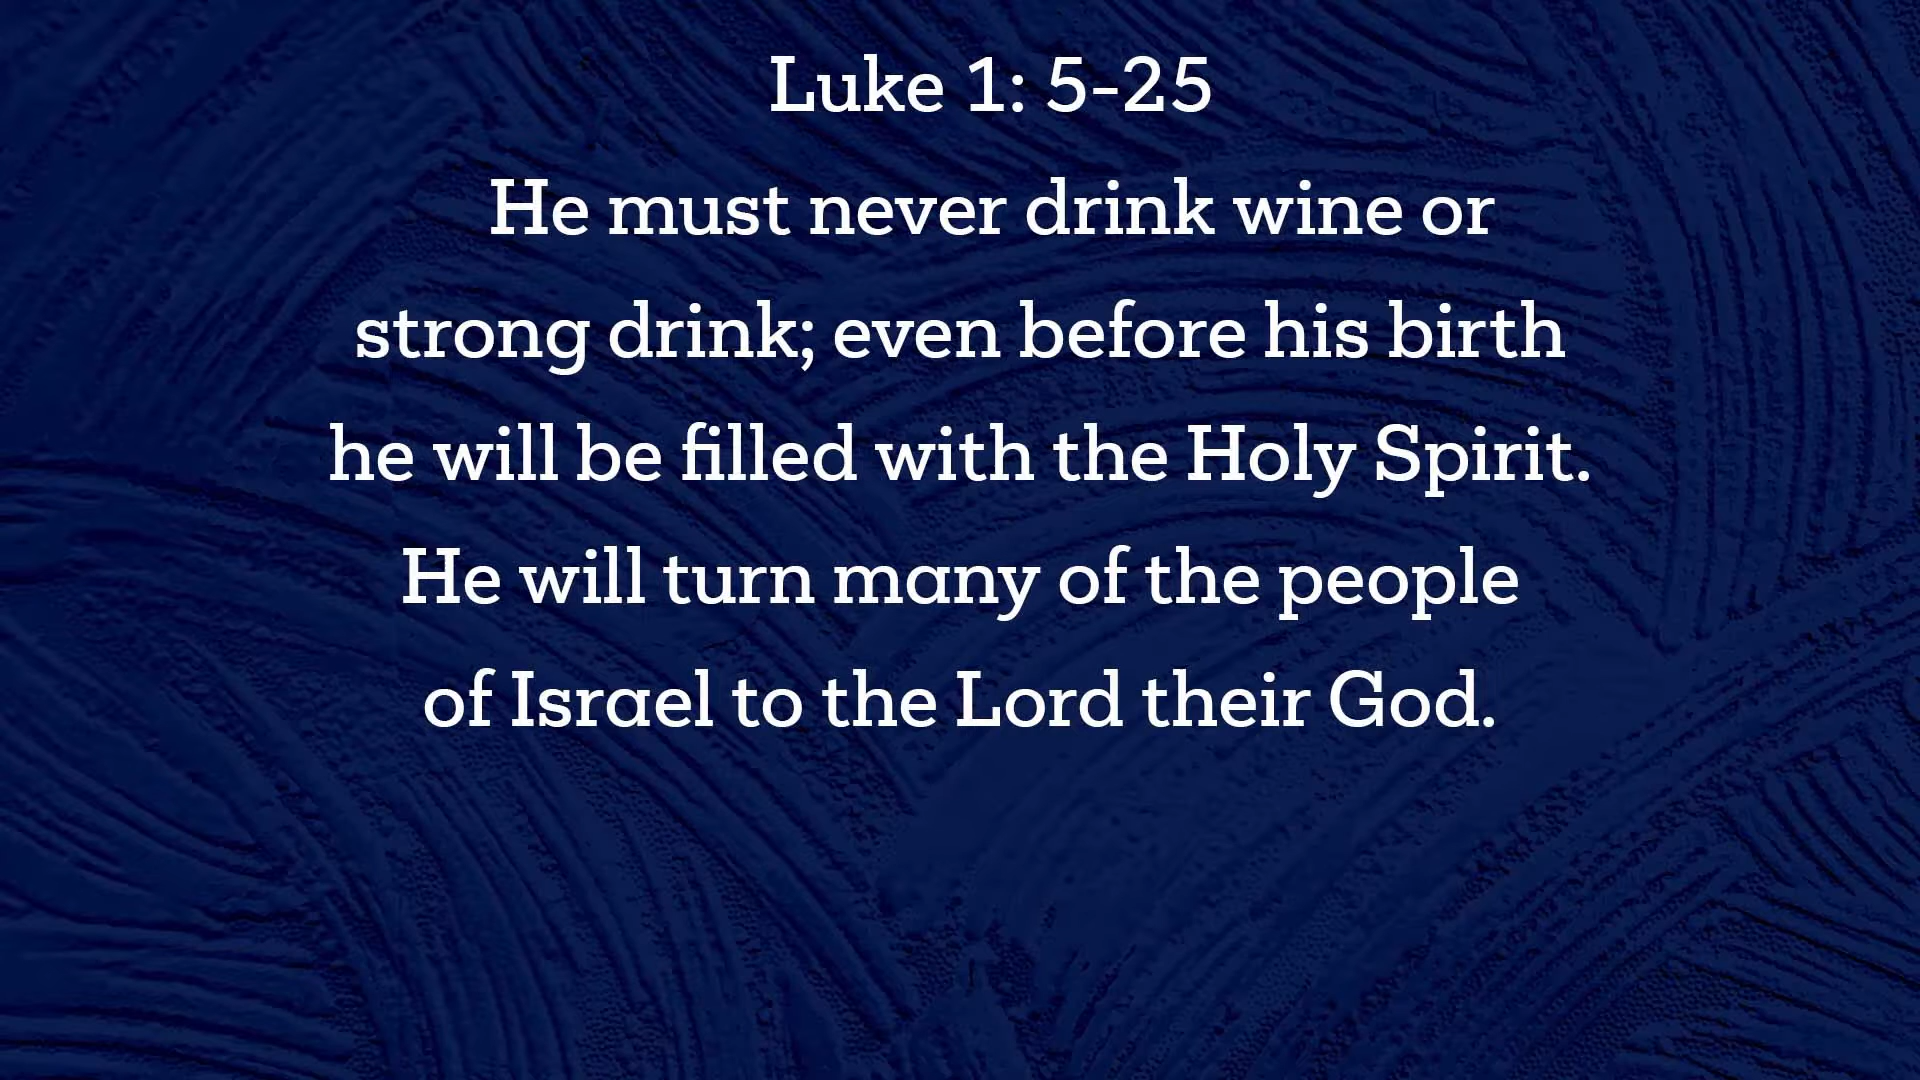 Luke 1: 5-25
He must never drink wine or
strong drink; even before his birth
he will be filled with the Holy Spirit.
He will turn many of the people
of Israel to the Lord their God.